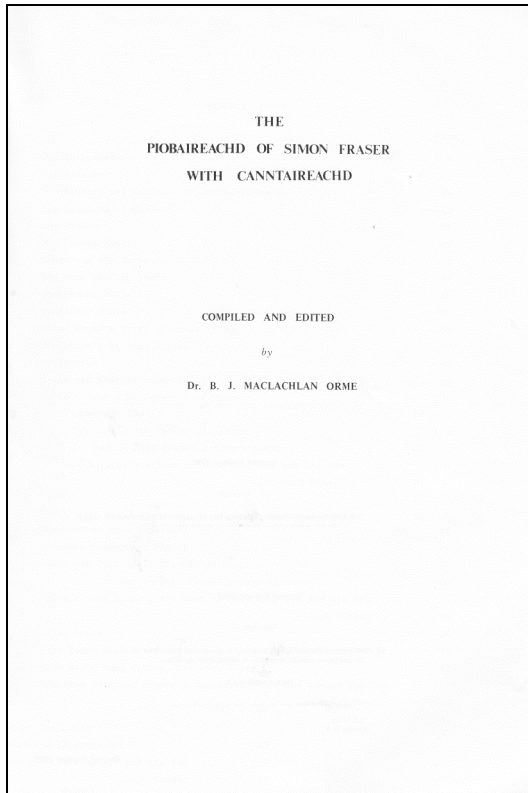 THE
PIOBAIREACHD OF SIMON FRASER
WITH CANNTAIREACHD
COMPILED AND EDITED
by
Dr. B. J. MACLACHLAN ORME